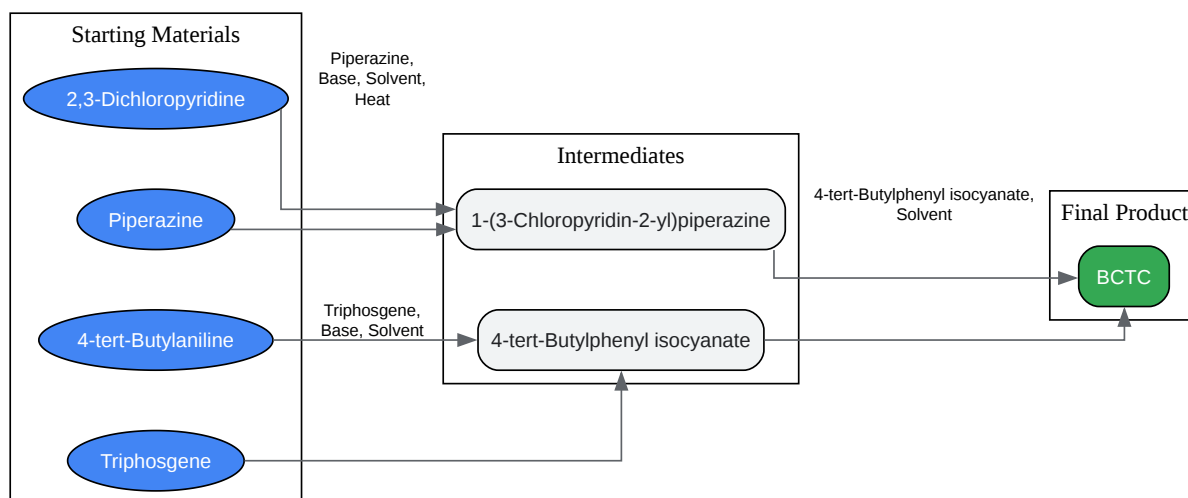 Starting Materials
2,3-Dichloropyridine
Piperazine
4-tert-Butylaniline
Triphosgene
Piperazine,
Base, Solvent,
Heat
Triphosgene,
Base, Solvent
Intermediates
1-(3-Chloropyridin-2-yl)piperazine
4-tert-Butylphenyl isocyanate
4-tert-Butylphenyl isocyanate,
Solvent
Final Product
BCTC